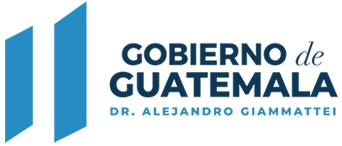 GOBIERNO de
GUATEMALA
DR. ALEJANDRO GIAMMATTEI